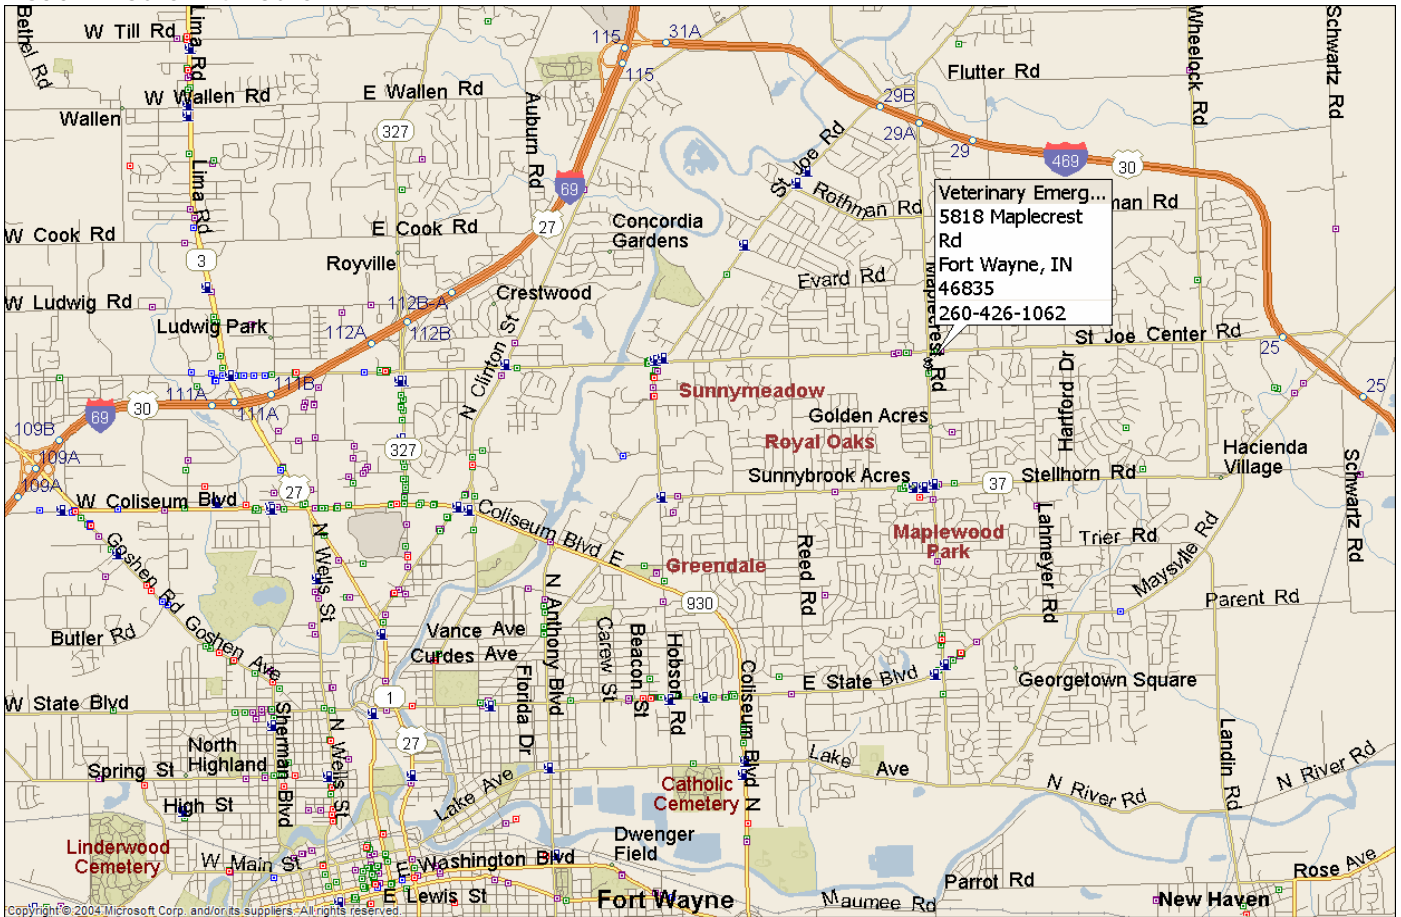 W Till Rd
Bethel Rd
Lima Rd
115
31A
115
Wheelock Rd
Schwartz Rd
Flutter Rd
W Wallen Rd
E Wallen Rd
Wallen
327
Auburn Rd
29B
29A
29
St Joe Rd
469
30
Lima Rd
69
27
Rothman Rd
Veterinary Emerg...
5818 Maplecrest
Rd
Fort Wayne, IN
46835
260-426-1062
man Rd
Concordia
Gardens
W Cook Rd
E Cook Rd
3
Royville
Evard Rd
Maplecrest Rd
W Ludwig Rd
Crestwood
112B-A
112A
112B
Ludwig Park
N Clinton St
St Joe Center Rd
25
25
111B
111A
111A
69
30
Sunnymeadow
Hartford Dr
Golden Acres
109B
109A
109A
327
Royal Oaks
Hacienda
Village
Sunnybrook Acres
37
Stellhorn Rd
Schwartz Rd
27
W Coliseum Blvd
Coliseum Blvd E
Goshen Rd
N Wells St
Maplewood
Park
Lahmeyer Rd
Trier Rd
Maysville Rd
Greendale
Reed Rd
930
Parent Rd
N Anthony Blvd
Butler Rd
Goshen Ave
Vance Ave
Curdes Ave
Carew St
Beacon St
Hobson Rd
Florida Dr
Coliseum Blvd N
E State Blvd
Georgetown Square
W State Blvd
1
27
Sherman Blvd
N Wells St
North
Highland
Spring St
High St
Lake Ave
Lake Ave
Landin Rd
N River Rd
N River Rd
Catholic
Cemetery
Linderwood
Cemetery
W Main St
E Washington Blvd
Dwenger
Field
E Lewis St
Fort Wayne
Maumee Rd
Parrot Rd
Rose Ave
New Haven
Copyright © 2004 Microsoft Corp. and/or its suppliers. All rights reserved.